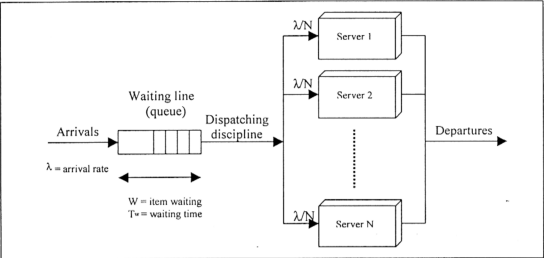 λ/N
Server 1
λ/N
Server 2
Waiting line
(queue)
Dispatching
discipline
Arrivals
Departures
λ = arrival rate
W = item waiting
Tw = waiting time
λ/N
Server N